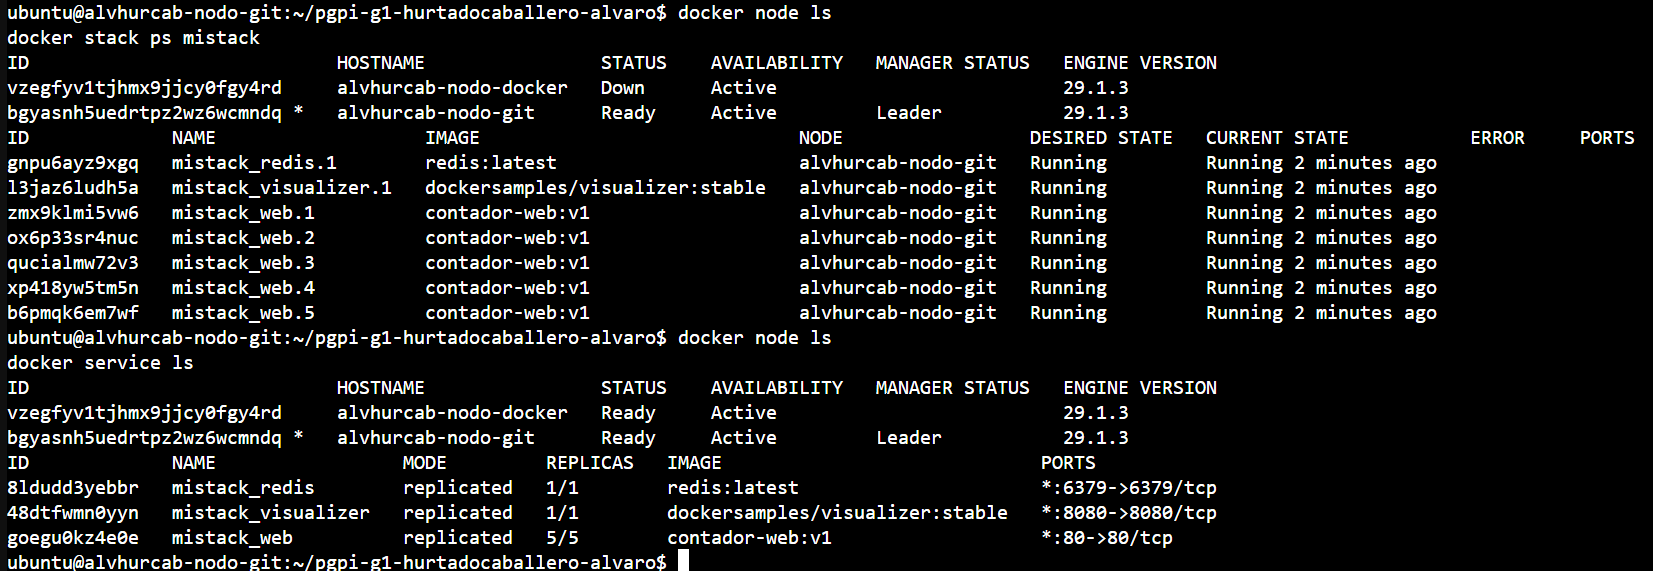 ubuntu@alvhurcab-nodo-git:~/pgpi-g1-hurtadocaballero-alvaro$ docker node ls
docker stack ps mistack
ID HOSTNAME STATUS AVAILABILITY MANAGER STATUS ENGINE VERSION
vzegfyv1tjhmx9jjcy0fgy4rd alvhurcab-nodo-docker Down Active 29.1.3
bgyasnh5uedrtpz2wz6wcmndq * alvhurcab-nodo-git Ready Active Leader 29.1.3
ID NAME IMAGE NODE DESIRED STATE CURRENT STATE ERROR PORTS
gnpu6ayz9xgq mistack_redis.1 redis:latest alvhurcab-nodo-git Running Running 2 minutes ago
l3jaz6ludh5a mistack_visualizer.1 dockersamples/visualizer:stable alvhurcab-nodo-git Running Running 2 minutes ago
zmx9klmi5vw6 mistack_web.1 contador-web:v1 alvhurcab-nodo-git Running Running 2 minutes ago
ox6p33sr4nuc mistack_web.2 contador-web:v1 alvhurcab-nodo-git Running Running 2 minutes ago
qucialmw72v3 mistack_web.3 contador-web:v1 alvhurcab-nodo-git Running Running 2 minutes ago
xp418yw5tm5n mistack_web.4 contador-web:v1 alvhurcab-nodo-git Running Running 2 minutes ago
b6pmqk6em7wf mistack_web.5 contador-web:v1 alvhurcab-nodo-git Running Running 2 minutes ago
ubuntu@alvhurcab-nodo-git:~/pgpi-g1-hurtadocaballero-alvaro$ docker node ls
docker service ls
ID HOSTNAME STATUS AVAILABILITY MANAGER STATUS ENGINE VERSION
vzegfyv1tjhmx9jjcy0fgy4rd alvhurcab-nodo-docker Ready Active 29.1.3
bgyasnh5uedrtpz2wz6wcmndq * alvhurcab-nodo-git Ready Active Leader 29.1.3
ID NAME MODE REPLICAS IMAGE PORTS
8ldudd3yebbr mistack_redis replicated 1/1 redis:latest *:6379->6379/tcp
48dtfwmn0yyn mistack_visualizer replicated 1/1 dockersamples/visualizer:stable *:8080->8080/tcp
goegu0kz4e0e mistack_web replicated 5/5 contador-web:v1 *:80->80/tcp
ubuntu@alvhurcab-nodo-git:~/pgpi-g1-hurtadocaballero-alvaro$